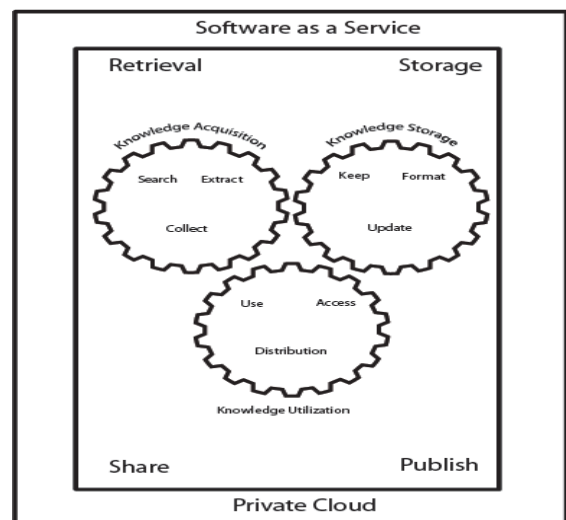 Software as a Service
Retrieval Storage
Knowledge Acquisition Knowledge Storage
Search Extract Keep Format
Collect Update
Use Access
Distribution
Knowledge Utilization
Share Publish
Private Cloud